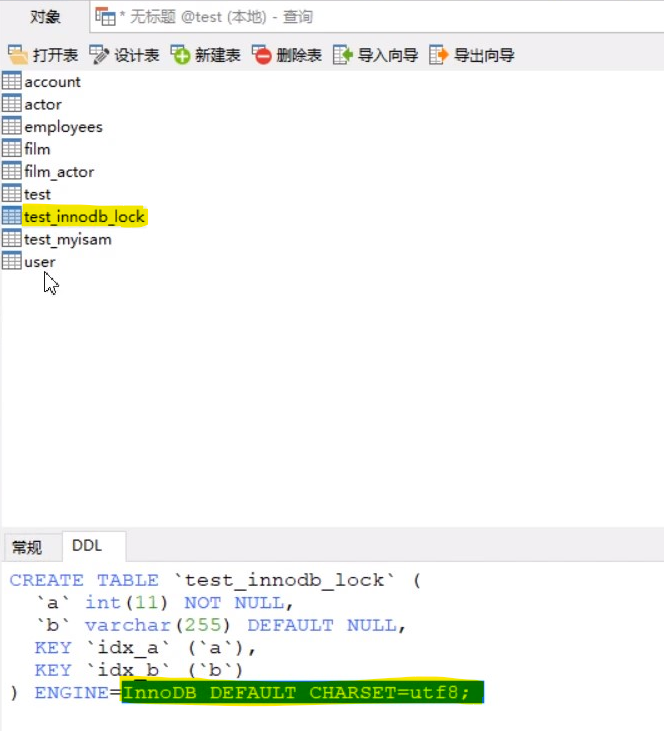 对象 * 无标题 @test (本地) - 查询
打开表 设计表 新建表 删除表 导入向导 导出向导
account
actor
employees
film
film_actor
test
test_innodb_lock
test_myisam
user
常规 DDL
CREATE TABLE `test_innodb_lock` (
`a` int(11) NOT NULL,
`b` varchar(255) DEFAULT NULL,
KEY `idx_a` (`a`),
KEY `idx_b` (`b`)
) ENGINE=InnoDB DEFAULT CHARSET=utf8;